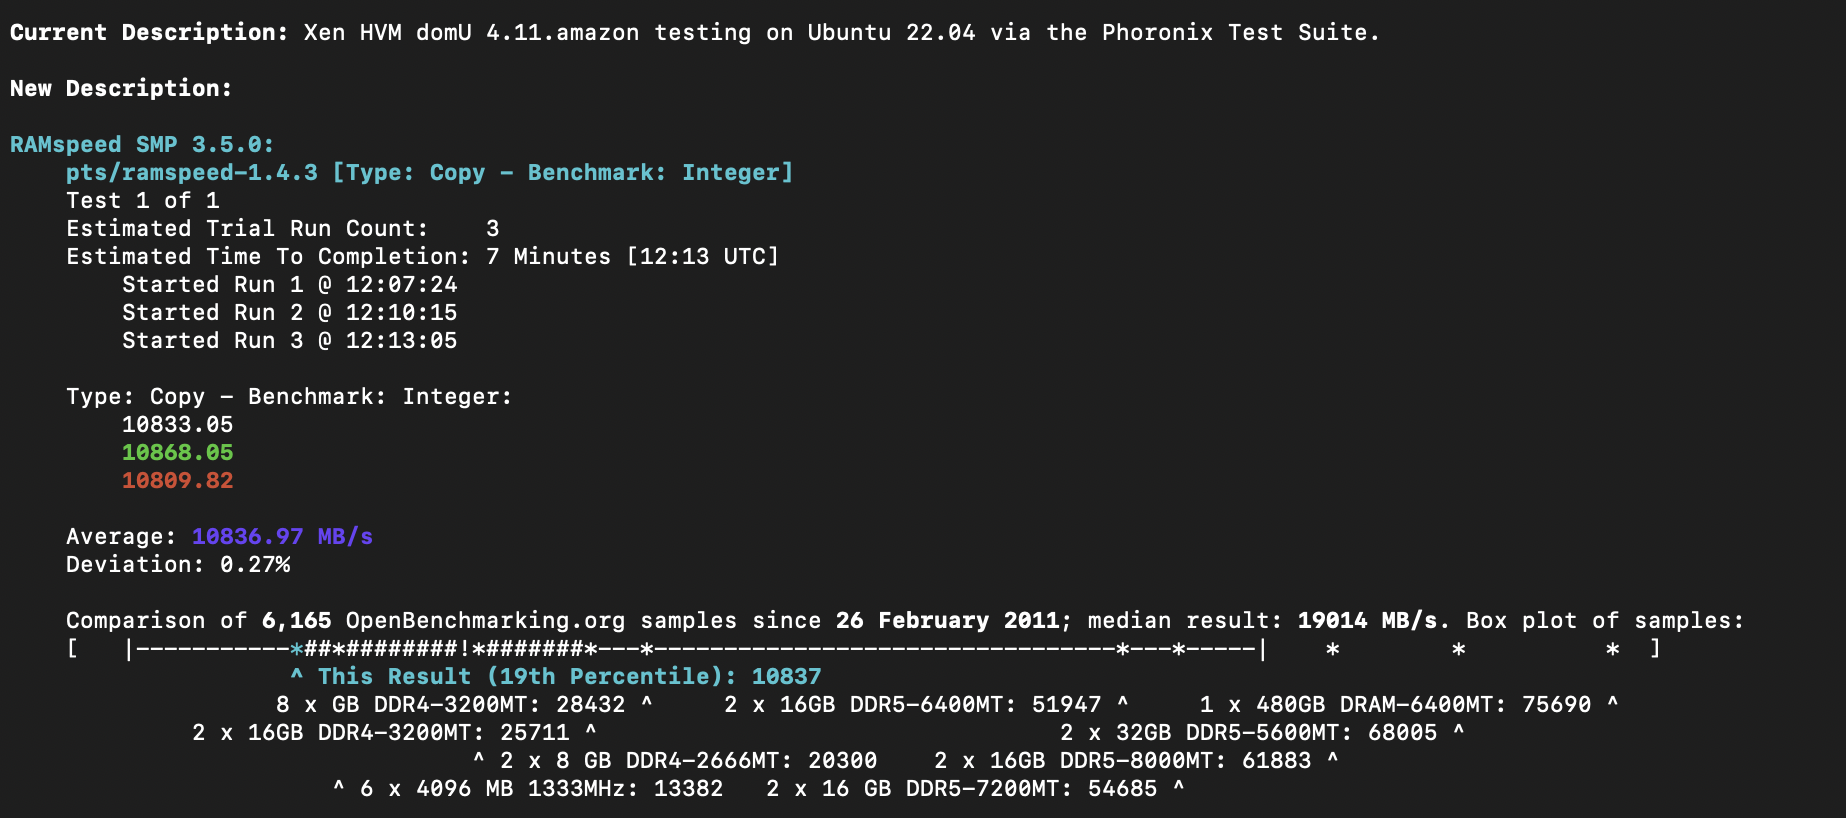 Current Description: Xen HVM domU 4.11.amazon testing on Ubuntu 22.04 via the Phoronix Test Suite.
New Description:
RAMspeed SMP 3.5.0:
pts/ramspeed-1.4.3 [Type: Copy - Benchmark: Integer]
Test 1 of 1
Estimated Trial Run Count:    3
Estimated Time To Completion: 7 Minutes [12:13 UTC]
Started Run 1 @ 12:07:24
Started Run 2 @ 12:10:15
Started Run 3 @ 12:13:05
Type: Copy - Benchmark: Integer:
10833.05
10868.05
10809.82
Average: 10836.97 MB/s
Deviation: 0.27%
Comparison of 6,165 OpenBenchmarking.org samples since 26 February 2011; median result: 19014 MB/s. Box plot of samples:
[   |-----------*##*########!*#######*---*---------------------------------*---*-----|    *        *          *  ]
^ This Result (19th Percentile): 10837
8 x GB DDR4-3200MT: 28432 ^     2 x 16GB DDR5-6400MT: 51947 ^     1 x 480GB DRAM-6400MT: 75690 ^
2 x 16GB DDR4-3200MT: 25711 ^                                 2 x 32GB DDR5-5600MT: 68005 ^
^ 2 x 8 GB DDR4-2666MT: 20300    2 x 16GB DDR5-8000MT: 61883 ^
^ 6 x 4096 MB 1333MHz: 13382   2 x 16 GB DDR5-7200MT: 54685 ^